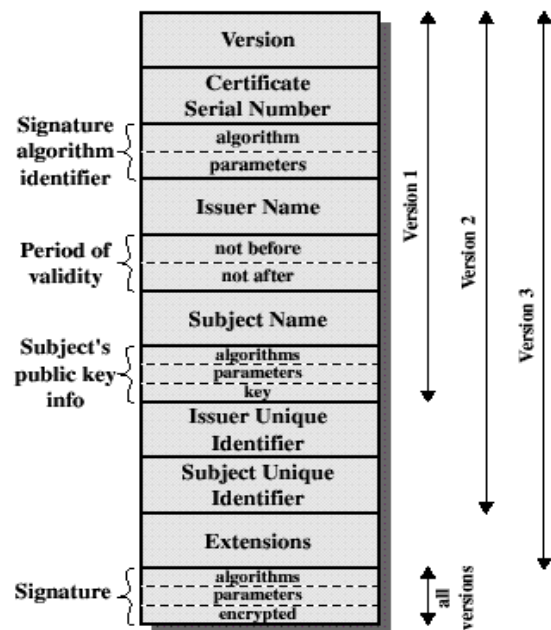 Version
Certificate
Serial Number
Signature
algorithm
identifier
algorithm
parameters
Issuer Name
Period of
validity
not before
not after
Subject Name
Subject's
public key
info
algorithms
parameters
key
Issuer Unique
Identifier
Subject Unique
Identifier
Extensions
Signature
algorithms
parameters
encrypted
Version 1
Version 2
Version 3
all
versions